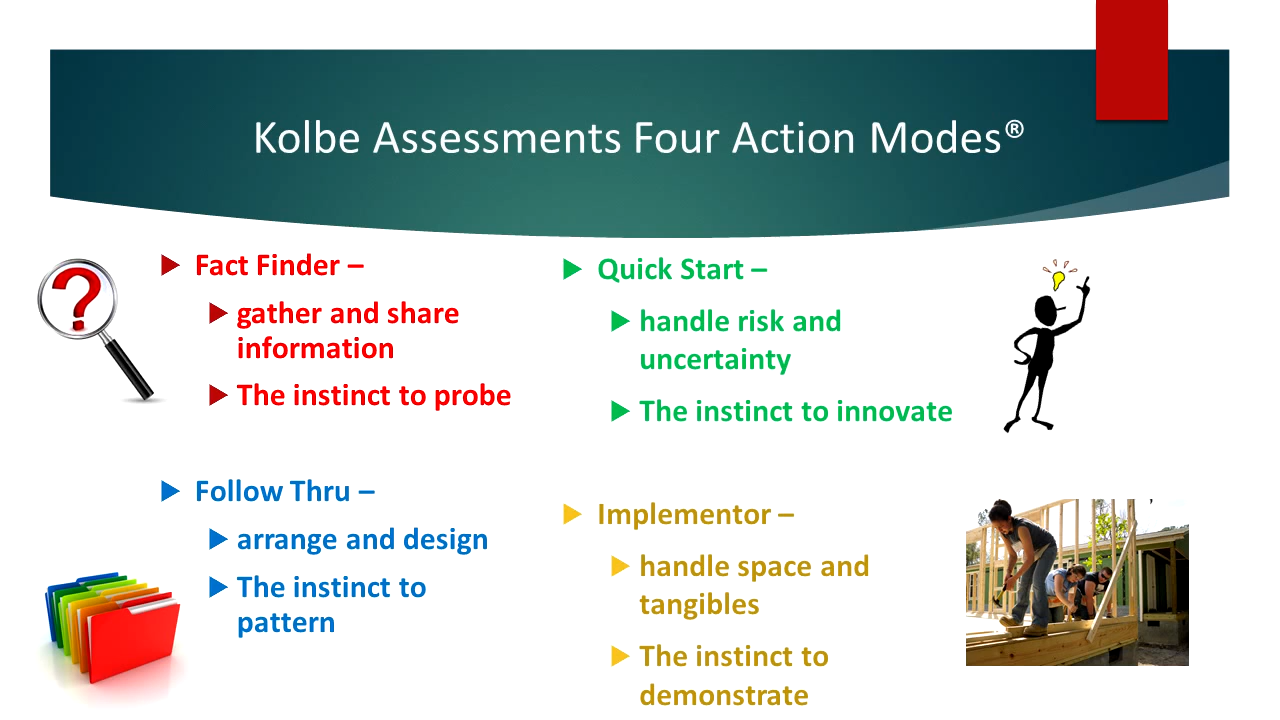 Kolbe Assessments Four Action Modes®
Fact Finder –
gather and share
information
The instinct to probe
Follow Thru –
arrange and design
The instinct to
pattern
Quick Start –
handle risk and
uncertainty
The instinct to innovate
Implementor –
handle space and
tangibles
The instinct to
demonstrate